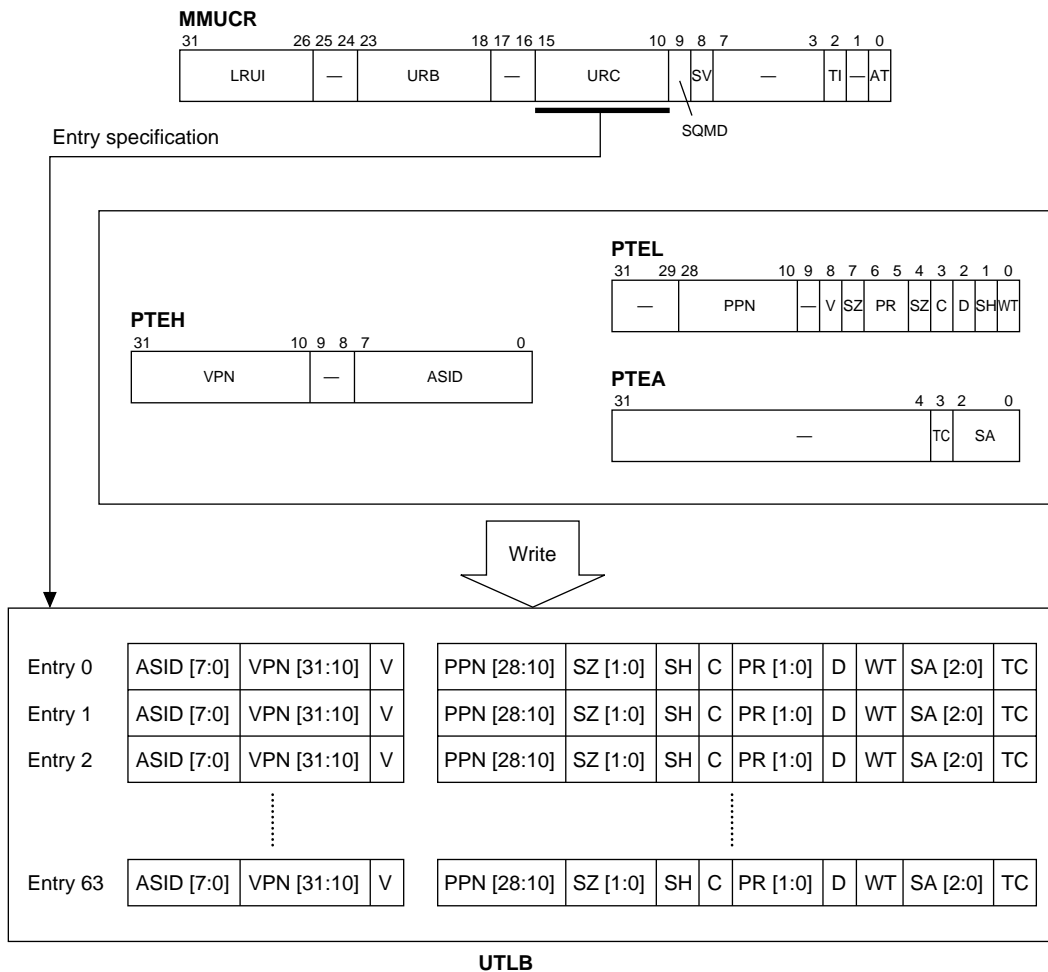 MMUCR
31 26 25 24 23 18 17 16 15 10 9 8 7 3 2 1 0
LRUI — URB — URC SV — TI — AT
SQMD
Entry specification
PTEL
31 29 28 10 9 8 7 6 5 4 3 2 1 0
— PPN — V SZ PR SZ C D SH WT
PTEH
31 10 9 8 7 0
VPN — ASID
PTEA
31 4 3 2 0
— TC SA
Write
Entry 0 ASID [7:0] VPN [31:10] V PPN [28:10] SZ [1:0] SH C PR [1:0] D WT SA [2:0] TC
Entry 1 ASID [7:0] VPN [31:10] V PPN [28:10] SZ [1:0] SH C PR [1:0] D WT SA [2:0] TC
Entry 2 ASID [7:0] VPN [31:10] V PPN [28:10] SZ [1:0] SH C PR [1:0] D WT SA [2:0] TC
Entry 63 ASID [7:0] VPN [31:10] V PPN [28:10] SZ [1:0] SH C PR [1:0] D WT SA [2:0] TC
UTLB